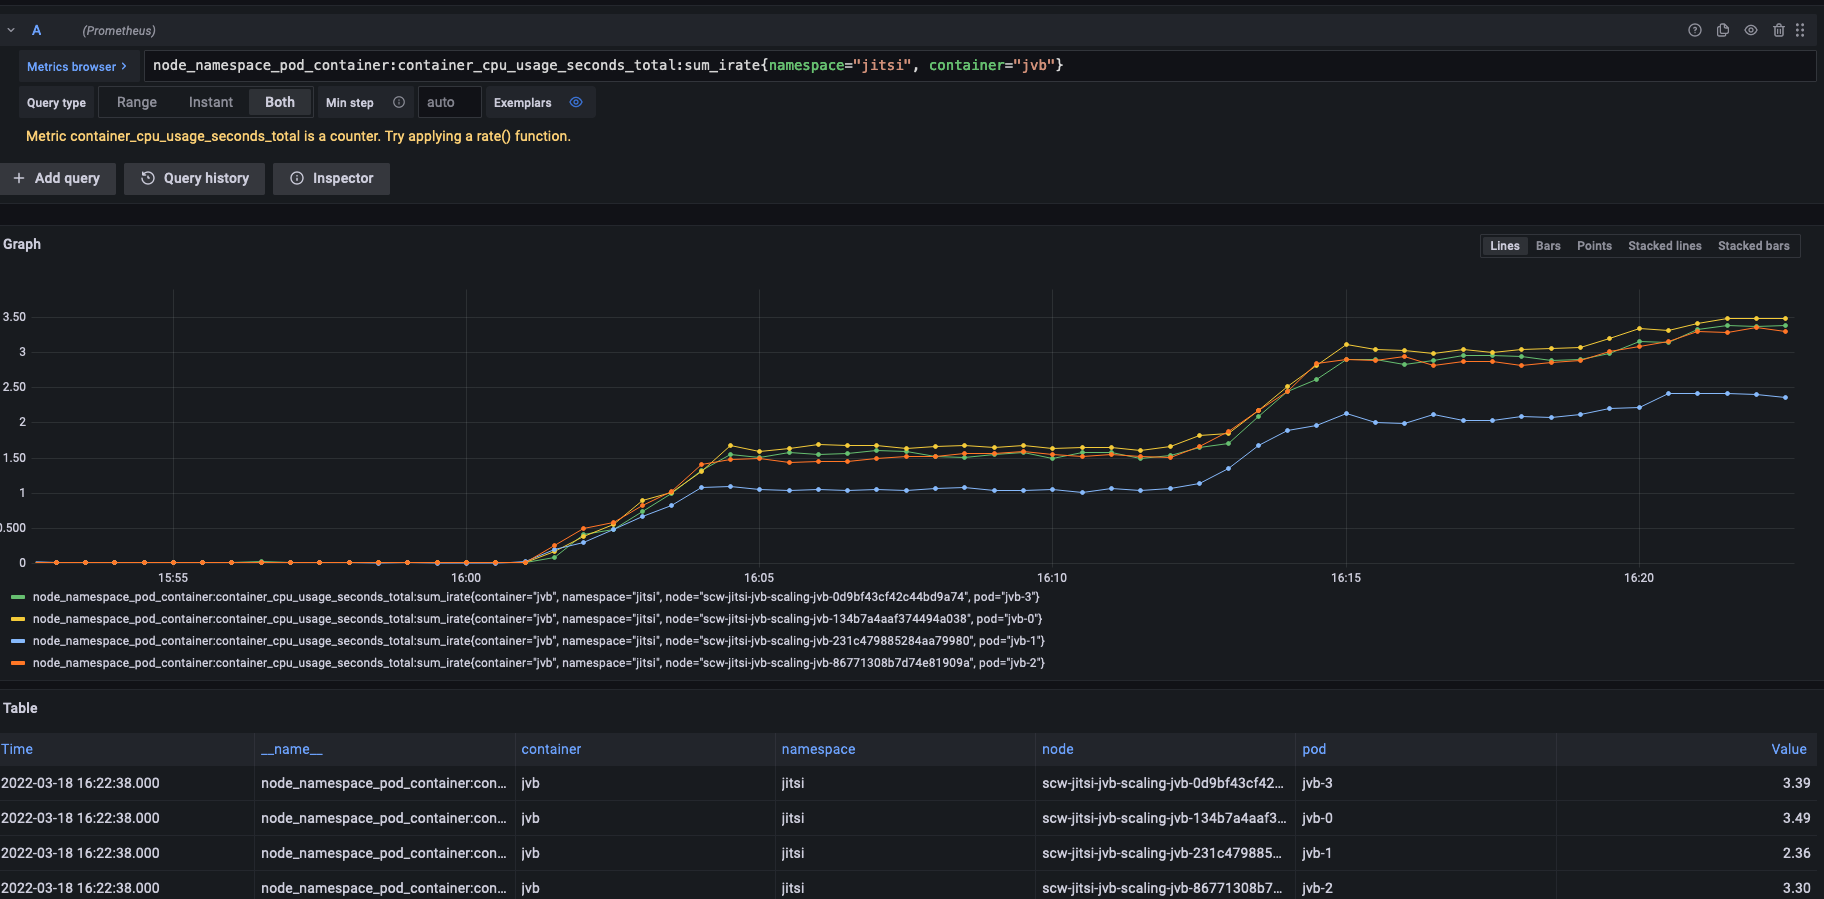 A (Prometheus)
Metrics browser > node_namespace_pod_container:container_cpu_usage_seconds_total:sum_irate{namespace="jitsi", container="jvb"}
Query type Range Instant Both Min step auto Exemplars
Metric container_cpu_usage_seconds_total is a counter. Try applying a rate() function.
+ Add query Query history Inspector
Graph
Lines Bars Points Stacked lines Stacked bars
3.50
3
2.50
2
1.50
1
0.500
0
15:55 16:00 16:05 16:10 16:15 16:20
node_namespace_pod_container:container_cpu_usage_seconds_total:sum_irate{container="jvb", namespace="jitsi", node="scw-jitsi-jvb-scaling-jvb-0d9bf43cf42c44bd9a74", pod="jvb-3"}
node_namespace_pod_container:container_cpu_usage_seconds_total:sum_irate{container="jvb", namespace="jitsi", node="scw-jitsi-jvb-scaling-jvb-134b7a4aaf374494a038", pod="jvb-0"}
node_namespace_pod_container:container_cpu_usage_seconds_total:sum_irate{container="jvb", namespace="jitsi", node="scw-jitsi-jvb-scaling-jvb-231c479885284aa79980", pod="jvb-1"}
node_namespace_pod_container:container_cpu_usage_seconds_total:sum_irate{container="jvb", namespace="jitsi", node="scw-jitsi-jvb-scaling-jvb-86771308b7d74e81909a", pod="jvb-2"}
Table
Time __name__ container namespace node pod Value
2022-03-18 16:22:38.000 node_namespace_pod_container:con... jvb jitsi scw-jitsi-jvb-scaling-jvb-0d9bf43cf42... jvb-3 3.39
2022-03-18 16:22:38.000 node_namespace_pod_container:con... jvb jitsi scw-jitsi-jvb-scaling-jvb-134b7a4aaf3... jvb-0 3.49
2022-03-18 16:22:38.000 node_namespace_pod_container:con... jvb jitsi scw-jitsi-jvb-scaling-jvb-231c479885... jvb-1 2.36
2022-03-18 16:22:38.000 node_namespace_pod_container:con... jvb jitsi scw-jitsi-jvb-scaling-jvb-86771308b7... jvb-2 3.30